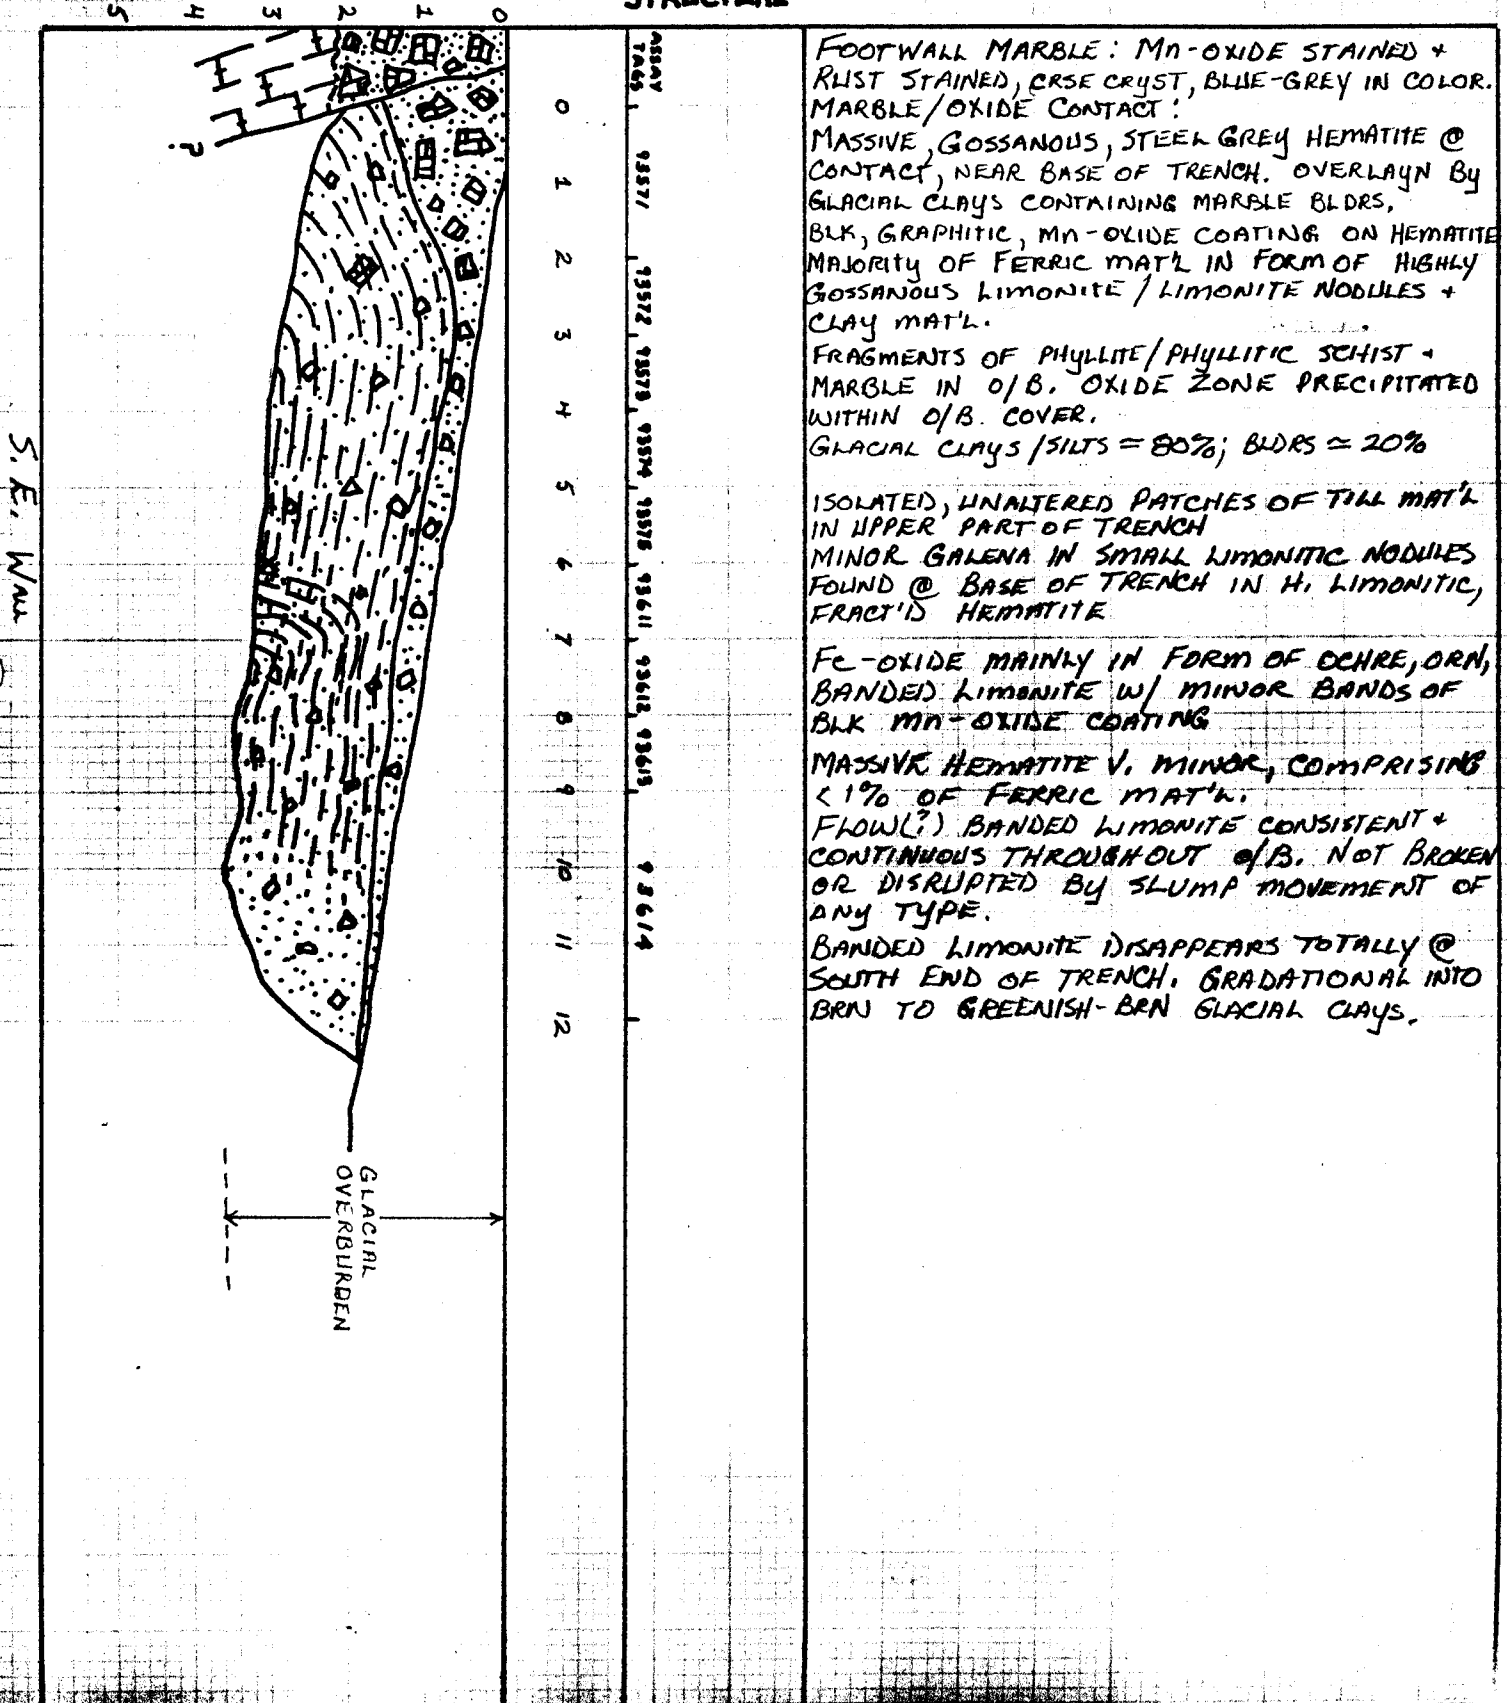 STRUCTURE
5 4 3 2 1 0
ASSAY
TAGS
0
1
2
3
4
5
6
7
8
9
10
11
12
93571
93572
93573
93574
93575
93611
93612
93613
93614
?
S.E. WALL
GLACIAL
OVERBURDEN
FOOTWALL MARBLE: Mn-OXIDE STAINED +
RUST STAINED, CRSE CRYST, BLUE-GREY IN COLOR.
MARBLE/OXIDE CONTACT:
MASSIVE, GOSSANOUS, STEEL GREY HEMATITE @
CONTACT, NEAR BASE OF TRENCH. OVERLAYN BY
GLACIAL CLAYS CONTAINING MARBLE BLDRS.
BLK, GRAPHITIC, Mn-OXIDE COATING ON HEMATITE
MAJORITY OF FERRIC MAT'L IN FORM OF HIGHLY
GOSSANOUS LIMONITE / LIMONITE NODULES +
CLAY MAT'L.
FRAGMENTS OF PHYLLITE/PHYLLITIC SCHIST +
MARBLE IN O/B. OXIDE ZONE PRECIPITATED
WITHIN O/B. COVER.
GLACIAL CLAYS/SILTS = 80%; BLDRS ≃ 20%
ISOLATED, UNALTERED PATCHES OF TILL MAT'L
IN UPPER PART OF TRENCH
MINOR GALENA IN SMALL LIMONITIC NODULES
FOUND @ BASE OF TRENCH IN H. LIMONITIC,
FRACT'D HEMATITE
Fe-OXIDE MAINLY IN FORM OF OCHRE, ORN,
BANDED LIMONITE W/ MINOR BANDS OF
BLK Mn-OXIDE COATING
MASSIVE HEMATITE V. MINOR, COMPRISING
< 1% OF FERRIC MAT'L.
FLOW(?) BANDED LIMONITE CONSISTENT +
CONTINUOUS THROUGHOUT O/B. NOT BROKEN
OR DISRUPTED BY SLUMP MOVEMENT OF
ANY TYPE.
BANDED LIMONITE DISAPPEARS TOTALLY @
SOUTH END OF TRENCH. GRADATIONAL INTO
BRN TO GREENISH-BRN GLACIAL CLAYS.